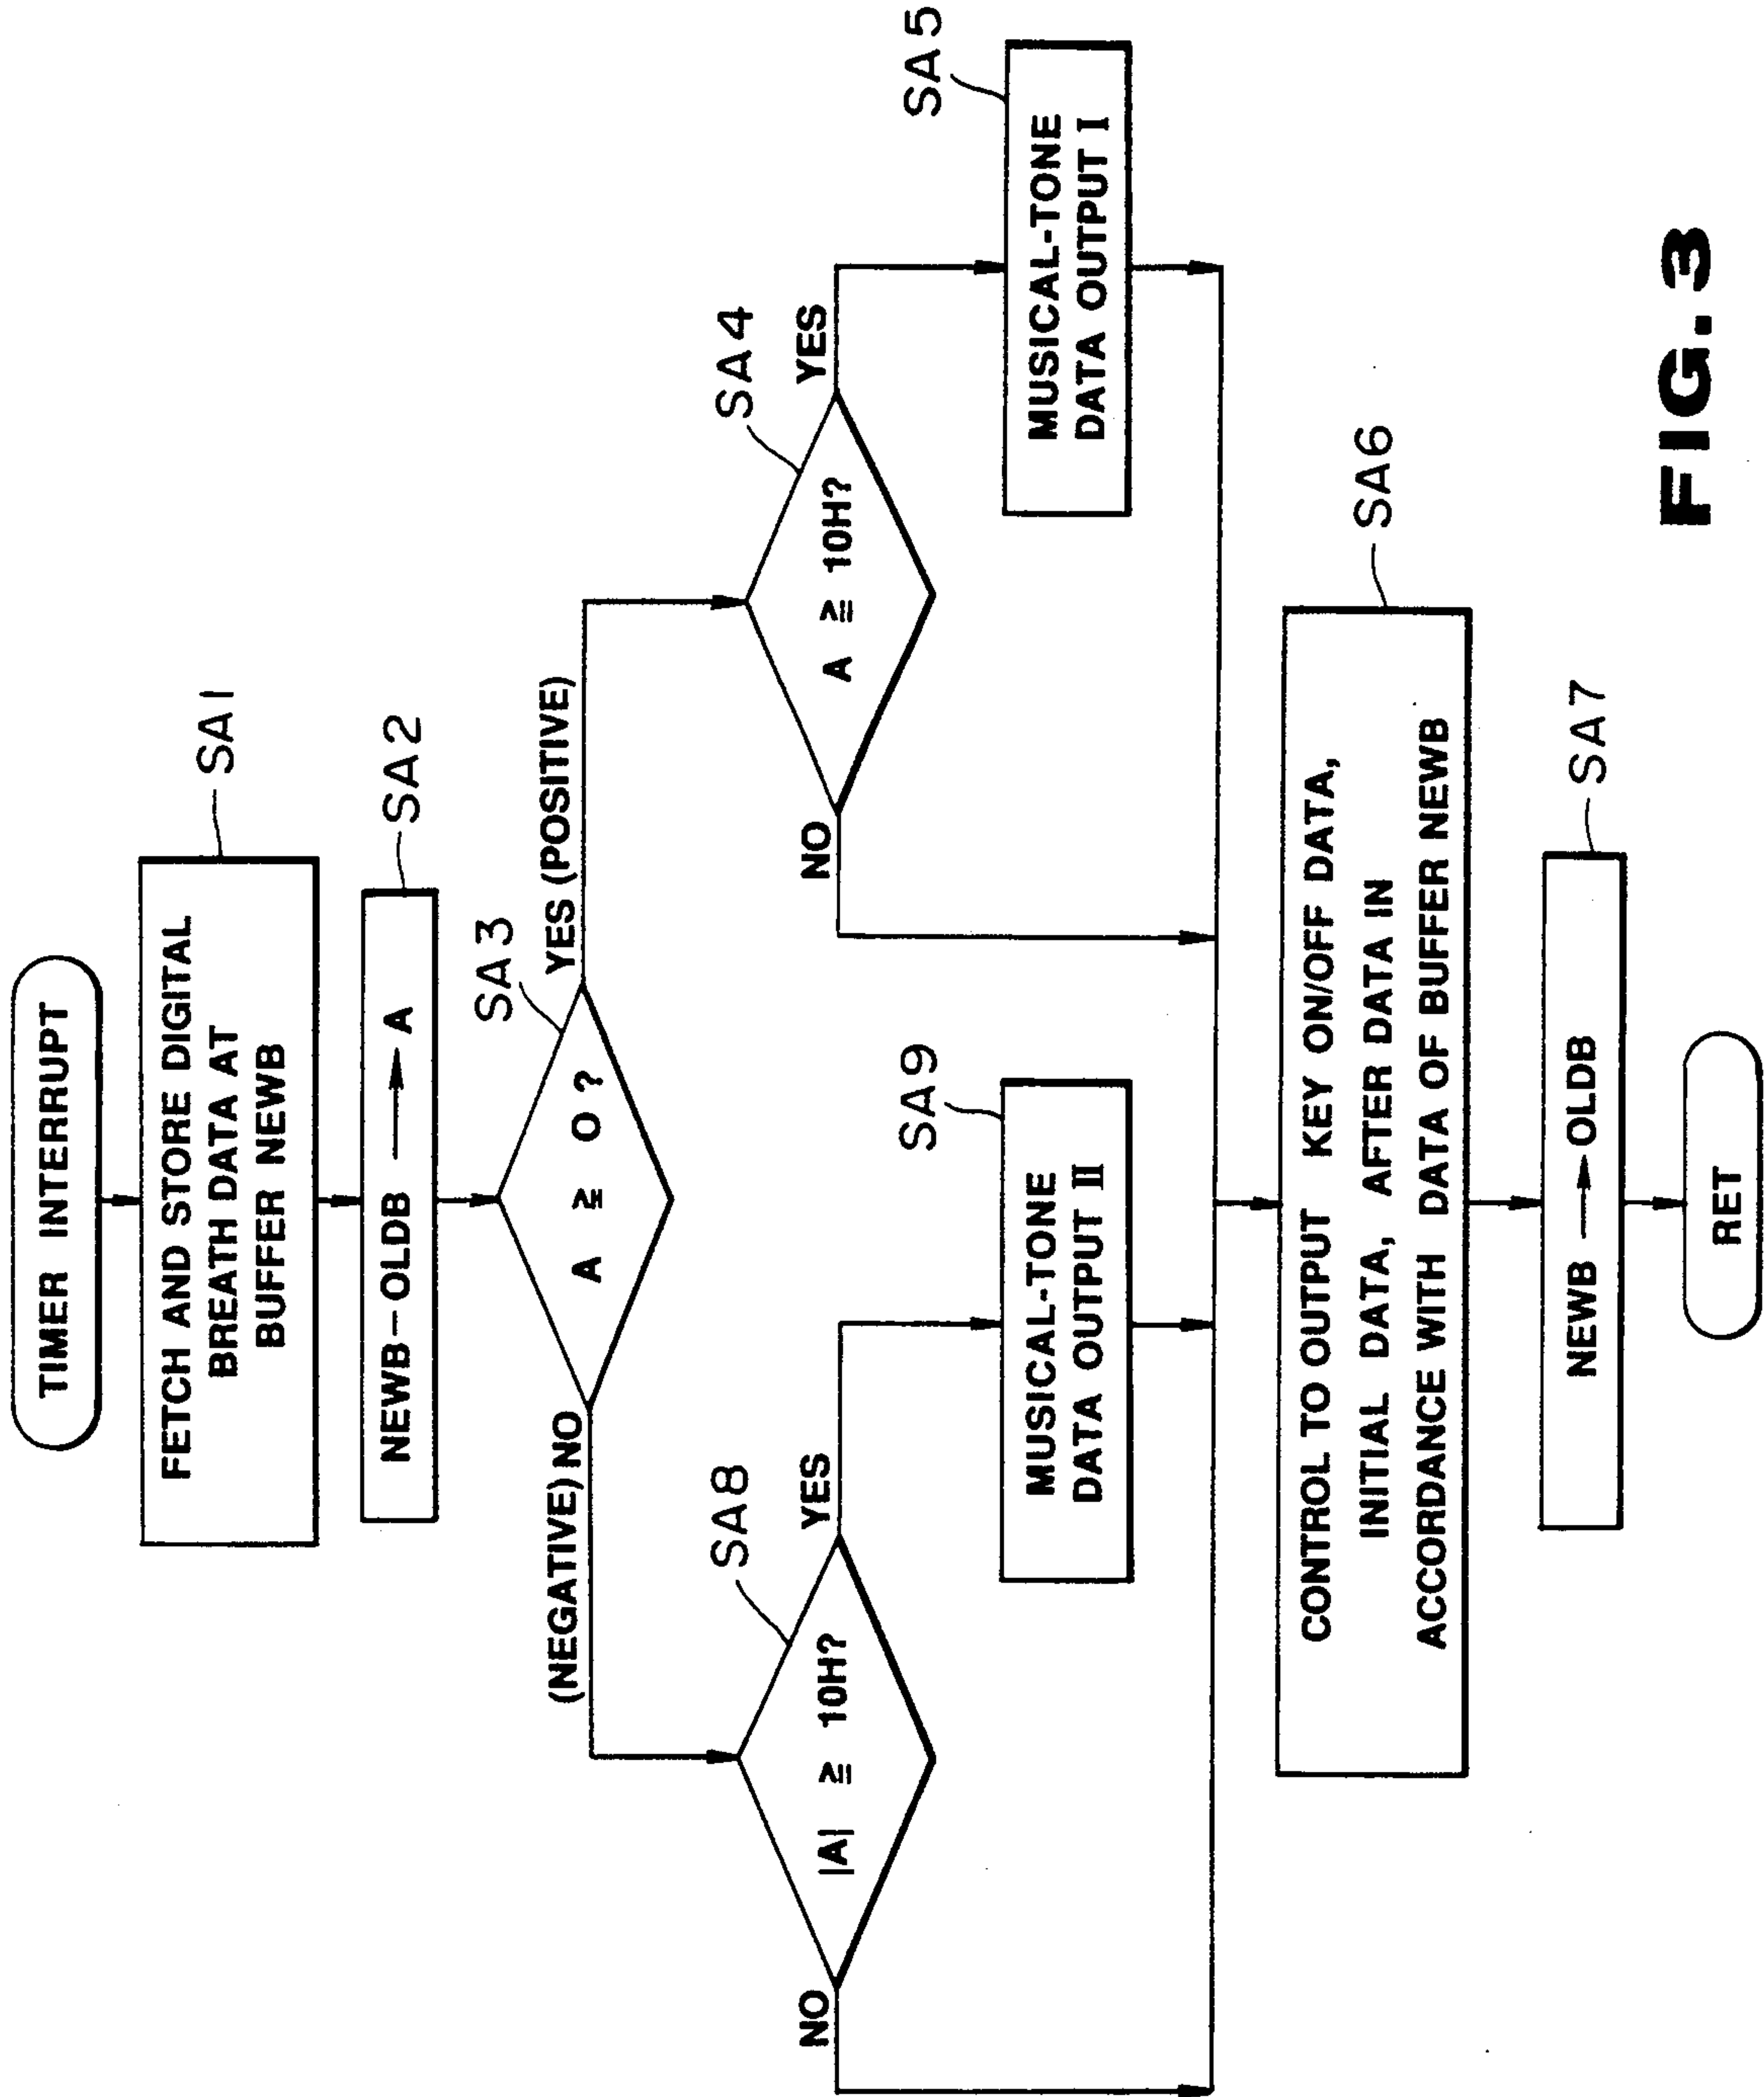 TIMER INTERRUPT
SA1
FETCH AND STORE DIGITAL
BREATH DATA AT
BUFFER NEWB
SA2
NEWB−OLDB → A
SA3
A ≧ 0 ?
(NEGATIVE) NO
YES (POSITIVE)
SA8
|A| ≧ 10H?
NO
YES
SA4
A ≧ 10H?
NO
YES
SA9
MUSICAL-TONE
DATA OUTPUT II
SA5
MUSICAL-TONE
DATA OUTPUT I
SA6
CONTROL TO OUTPUT KEY ON/OFF DATA,
INITIAL DATA, AFTER DATA IN
ACCORDANCE WITH DATA OF BUFFER NEWB
SA7
NEWB → OLDB
RET
FIG. 3